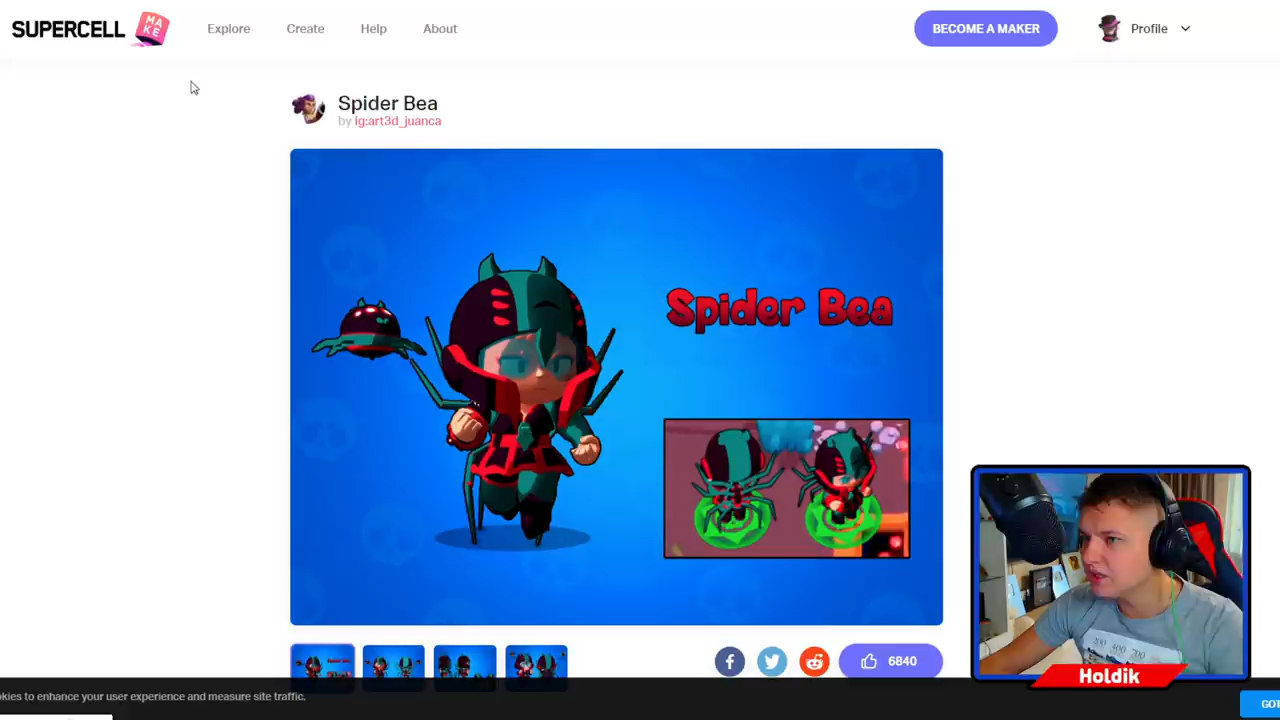 SUPERCELL MAKE Explore Create Help About BECOME A MAKER Profile
Spider Bea
by ig:art3d_juanca
Spider Bea
6840
Holdik
okies to enhance your user experience and measure site traffic.
GOT